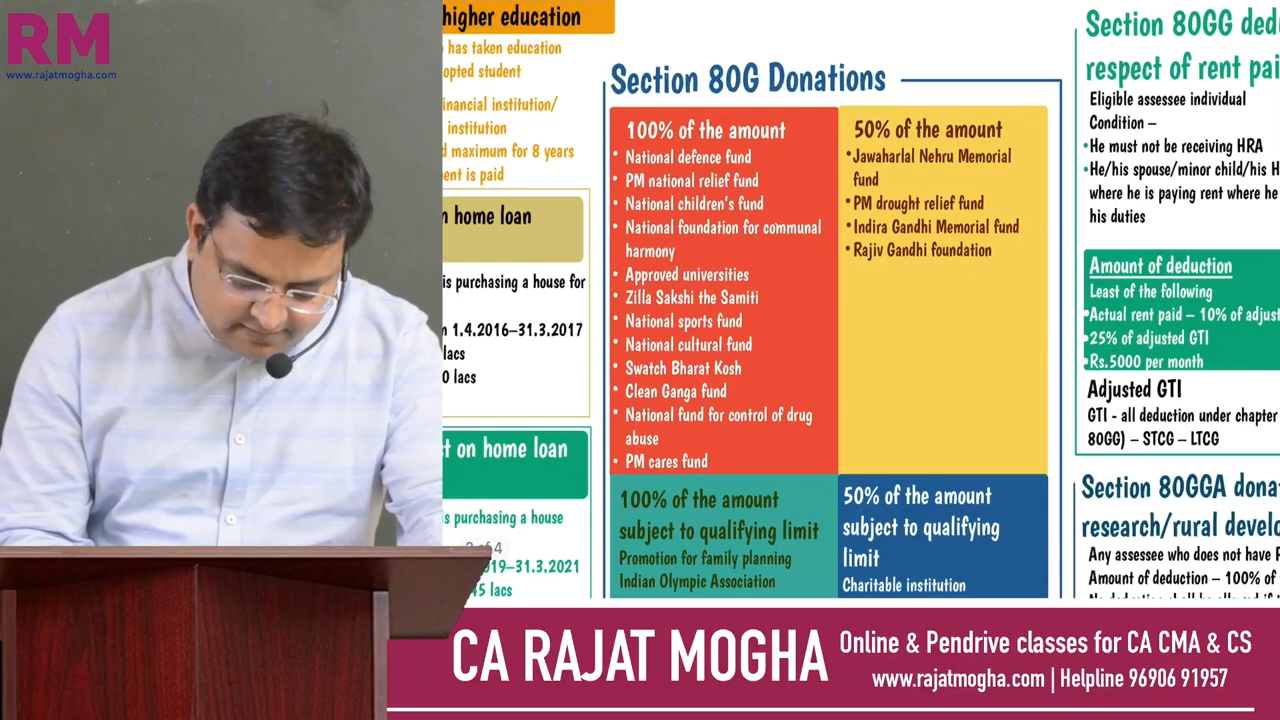 RM
www.rajatmogha.com
higher education
has taken education
opted student
inancial institution/
institution
maximum for 8 years
ent is paid
home loan
is purchasing a house for
1.4.2016–31.3.2017
lacs
0 lacs
t on home loan
is purchasing a house
019–31.3.2021
45 lacs
Section 80G Donations
100% of the amount
• National defence fund
• PM national relief fund
• National children's fund
• National foundation for communal
harmony
• Approved universities
• Zilla Sakshi the Samiti
• National sports fund
• National cultural fund
• Swatch Bharat Kosh
• Clean Ganga fund
• National fund for control of drug
abuse
• PM cares fund
50% of the amount
• Jawaharlal Nehru Memorial
fund
• PM drought relief fund
• Indira Gandhi Memorial fund
• Rajiv Gandhi foundation
100% of the amount
subject to qualifying limit
Promotion for family planning
Indian Olympic Association
50% of the amount
subject to qualifying
limit
Charitable institution
Section 80GG ded
respect of rent pai
Eligible assessee individual
Condition –
• He must not be receiving HRA
• He/his spouse/minor child/his H
where he is paying rent where he
his duties
Amount of deduction
Least of the following
• Actual rent paid – 10% of adjust
• 25% of adjusted GTI
• Rs.5000 per month
Adjusted GTI
GTI - all deduction under chapter
80GG) – STCG – LTCG
Section 80GGA dona
research/rural develo
Any assessee who does not have
Amount of deduction – 100% of
CA RAJAT MOGHA
Online & Pendrive classes for CA CMA & CS
www.rajatmogha.com | Helpline 96906 91957